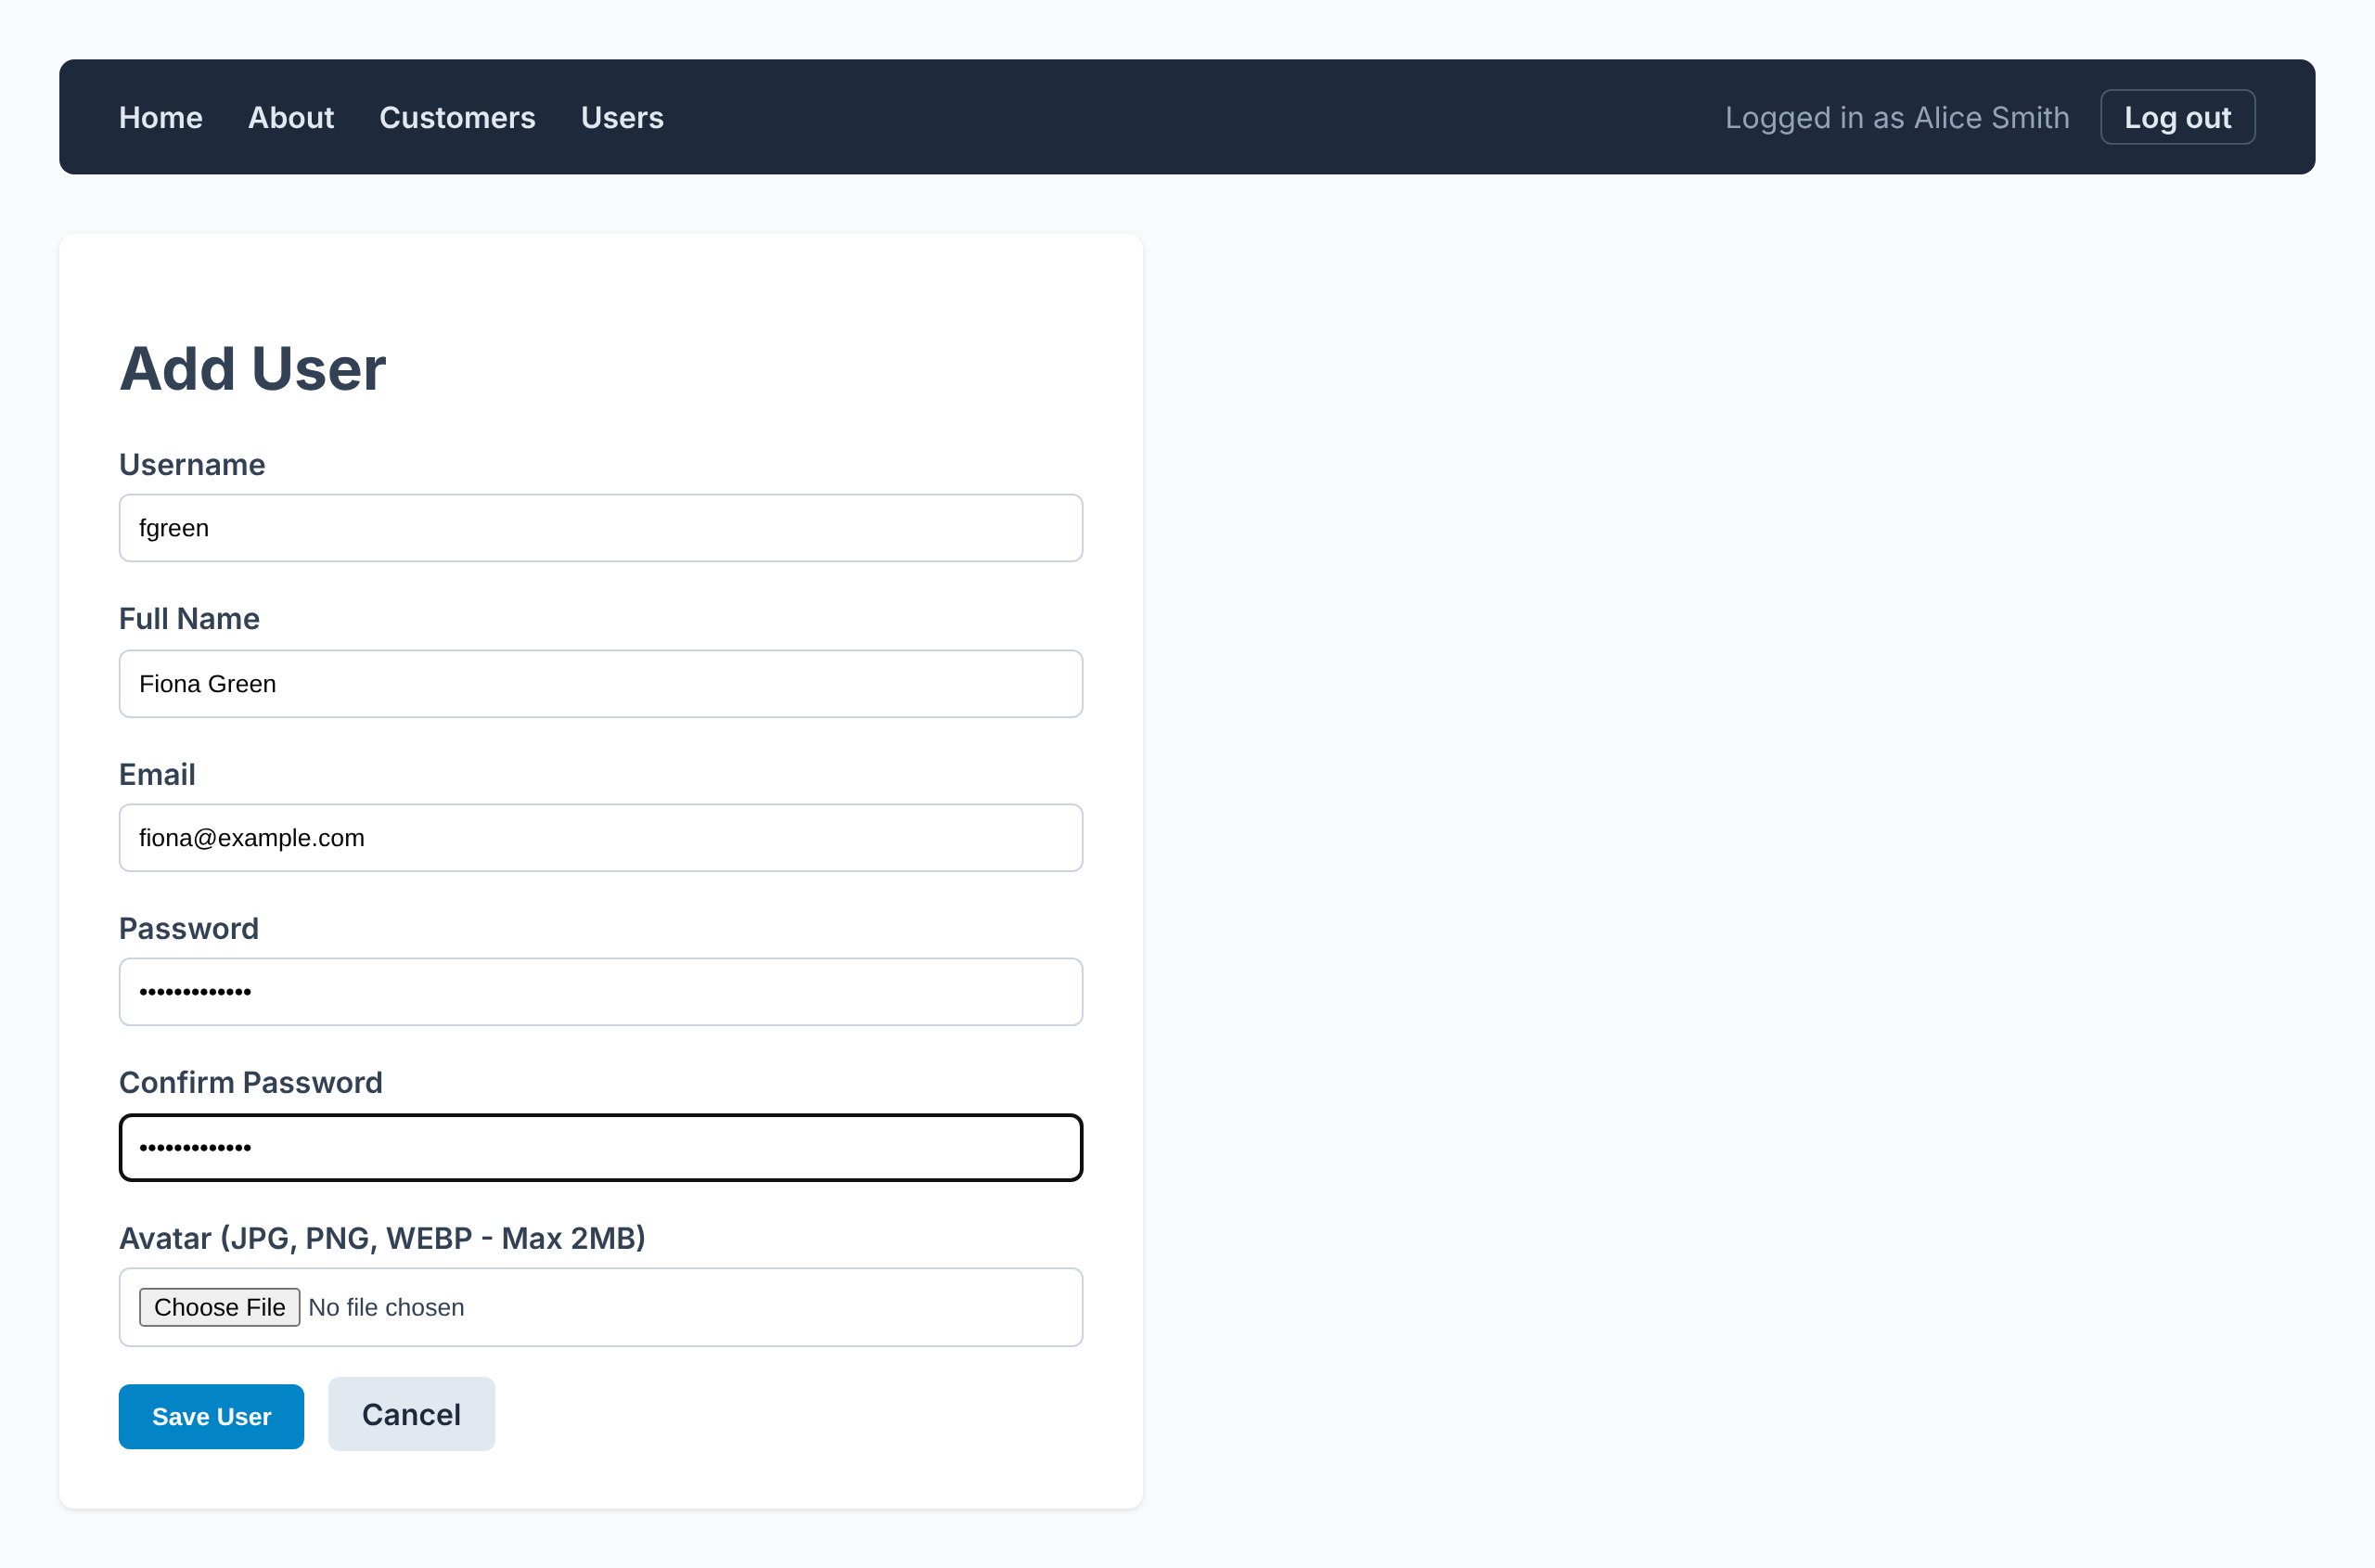 Home About Customers Users Logged in as Alice Smith Log out
Add User
Username
fgreen
Full Name
Fiona Green
Email
fiona@example.com
Password
•••••••••••••
Confirm Password
•••••••••••••
Avatar (JPG, PNG, WEBP - Max 2MB)
Choose File No file chosen
Save User Cancel